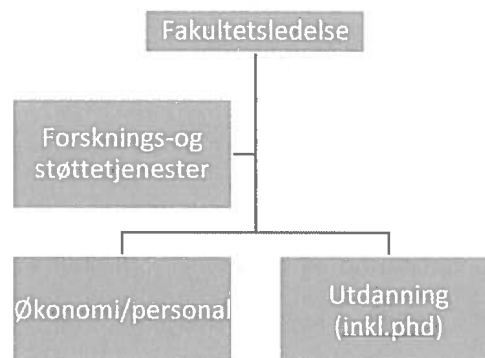 Fakultetsledelse
Forsknings-og
støttetjenester
Økonomi/personal
Utdanning
(inkl.phd)